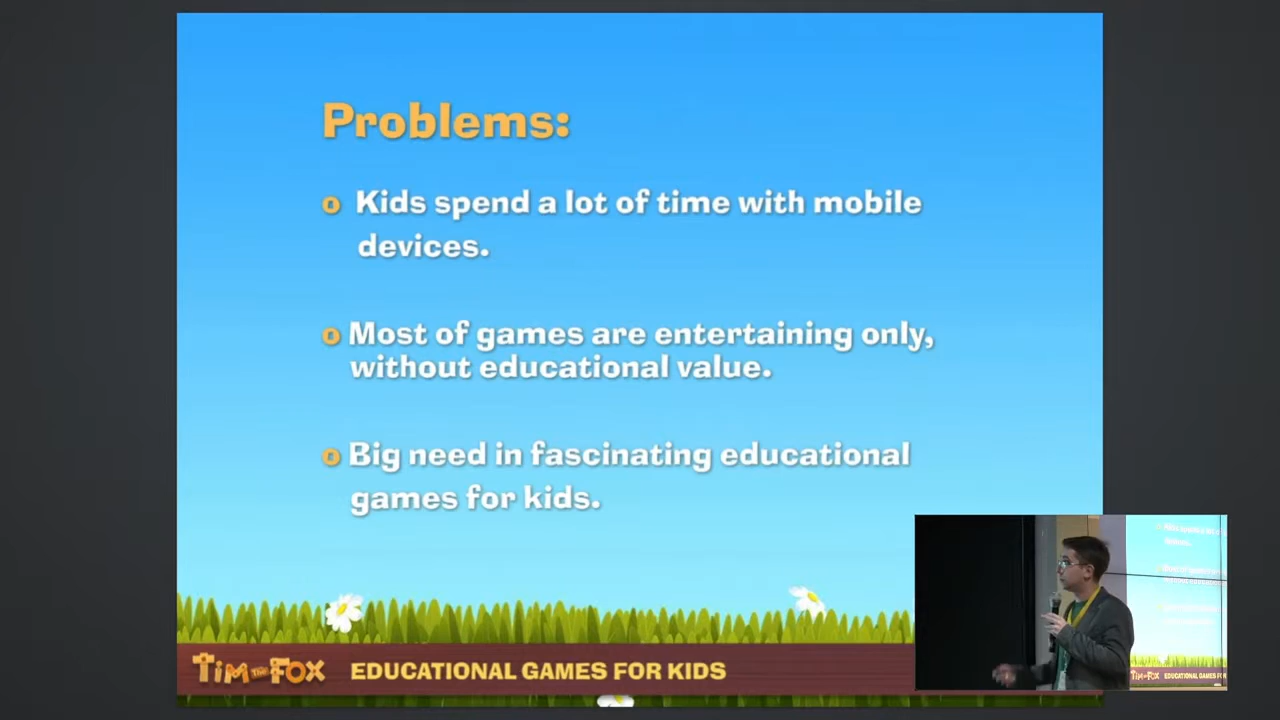 Problems:
o Kids spend a lot of time with mobile
devices.
o Most of games are entertaining only,
without educational value.
o Big need in fascinating educational
games for kids.
TIM THE FOX EDUCATIONAL GAMES FOR KIDS